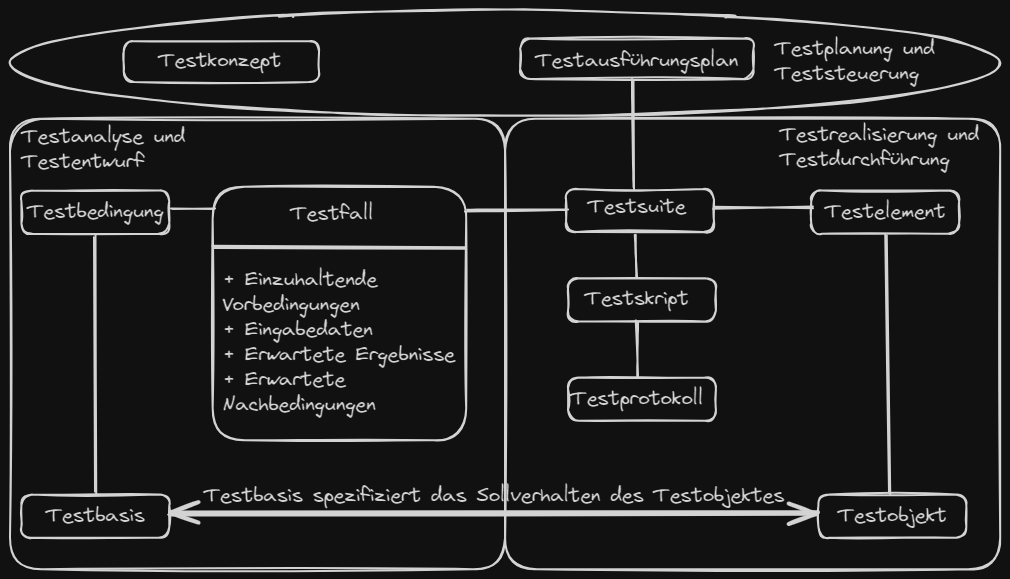 Testkonzept
Testausführungsplan
Testplanung und
Teststeuerung
Testanalyse und
Testentwurf
Testbedingung
Testfall
+ Einzuhaltende
Vorbedingungen
+ Eingabedaten
+ Erwartete Ergebnisse
+ Erwartete
Nachbedingungen
Testrealisierung und
Testdurchführung
Testsuite
Testelement
Testskript
Testprotokoll
Testbasis spezifiziert das Sollverhalten des Testobjektes
Testbasis
Testobjekt